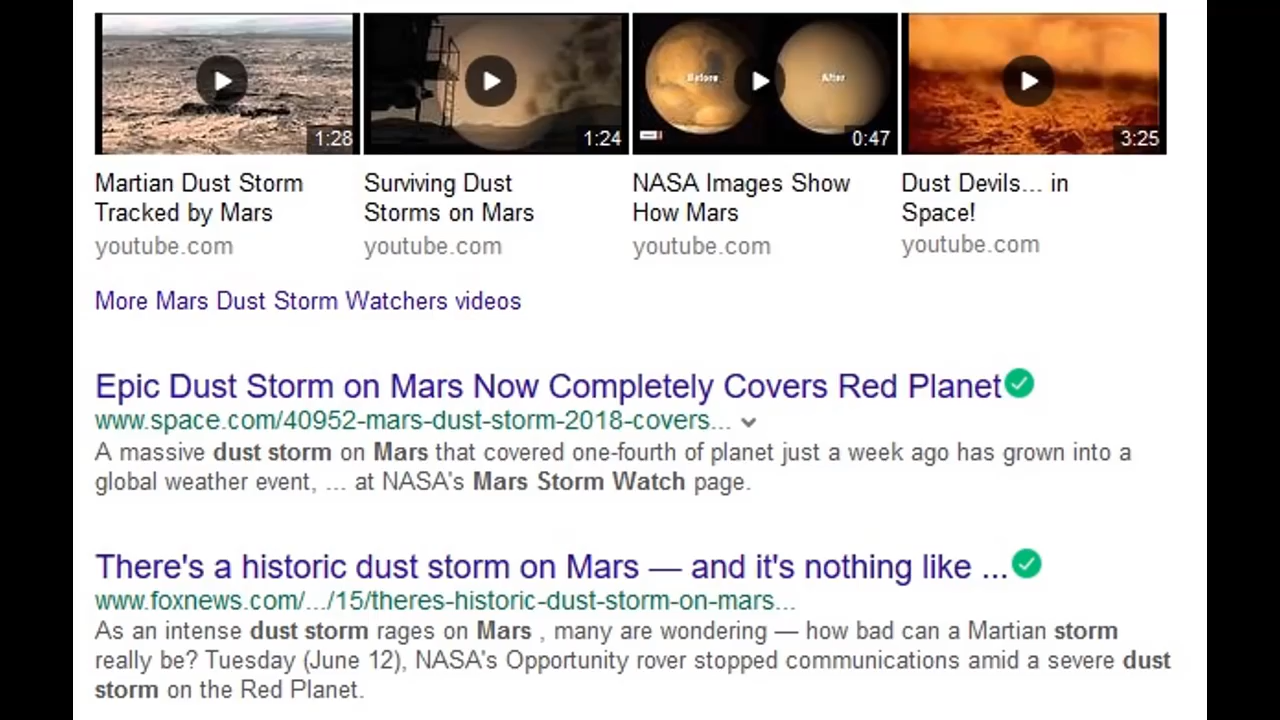 Before
After
1:28
1:24
0:47
3:25
Martian Dust Storm
Tracked by Mars
youtube.com
Surviving Dust
Storms on Mars
youtube.com
NASA Images Show
How Mars
youtube.com
Dust Devils... in
Space!
youtube.com
More Mars Dust Storm Watchers videos
Epic Dust Storm on Mars Now Completely Covers Red Planet
www.space.com/40952-mars-dust-storm-2018-covers...
A massive dust storm on Mars that covered one-fourth of planet just a week ago has grown into a
global weather event, ... at NASA's Mars Storm Watch page.
There's a historic dust storm on Mars — and it's nothing like ...
www.foxnews.com/.../15/theres-historic-dust-storm-on-mars...
As an intense dust storm rages on Mars , many are wondering — how bad can a Martian storm
really be? Tuesday (June 12), NASA's Opportunity rover stopped communications amid a severe dust
storm on the Red Planet.